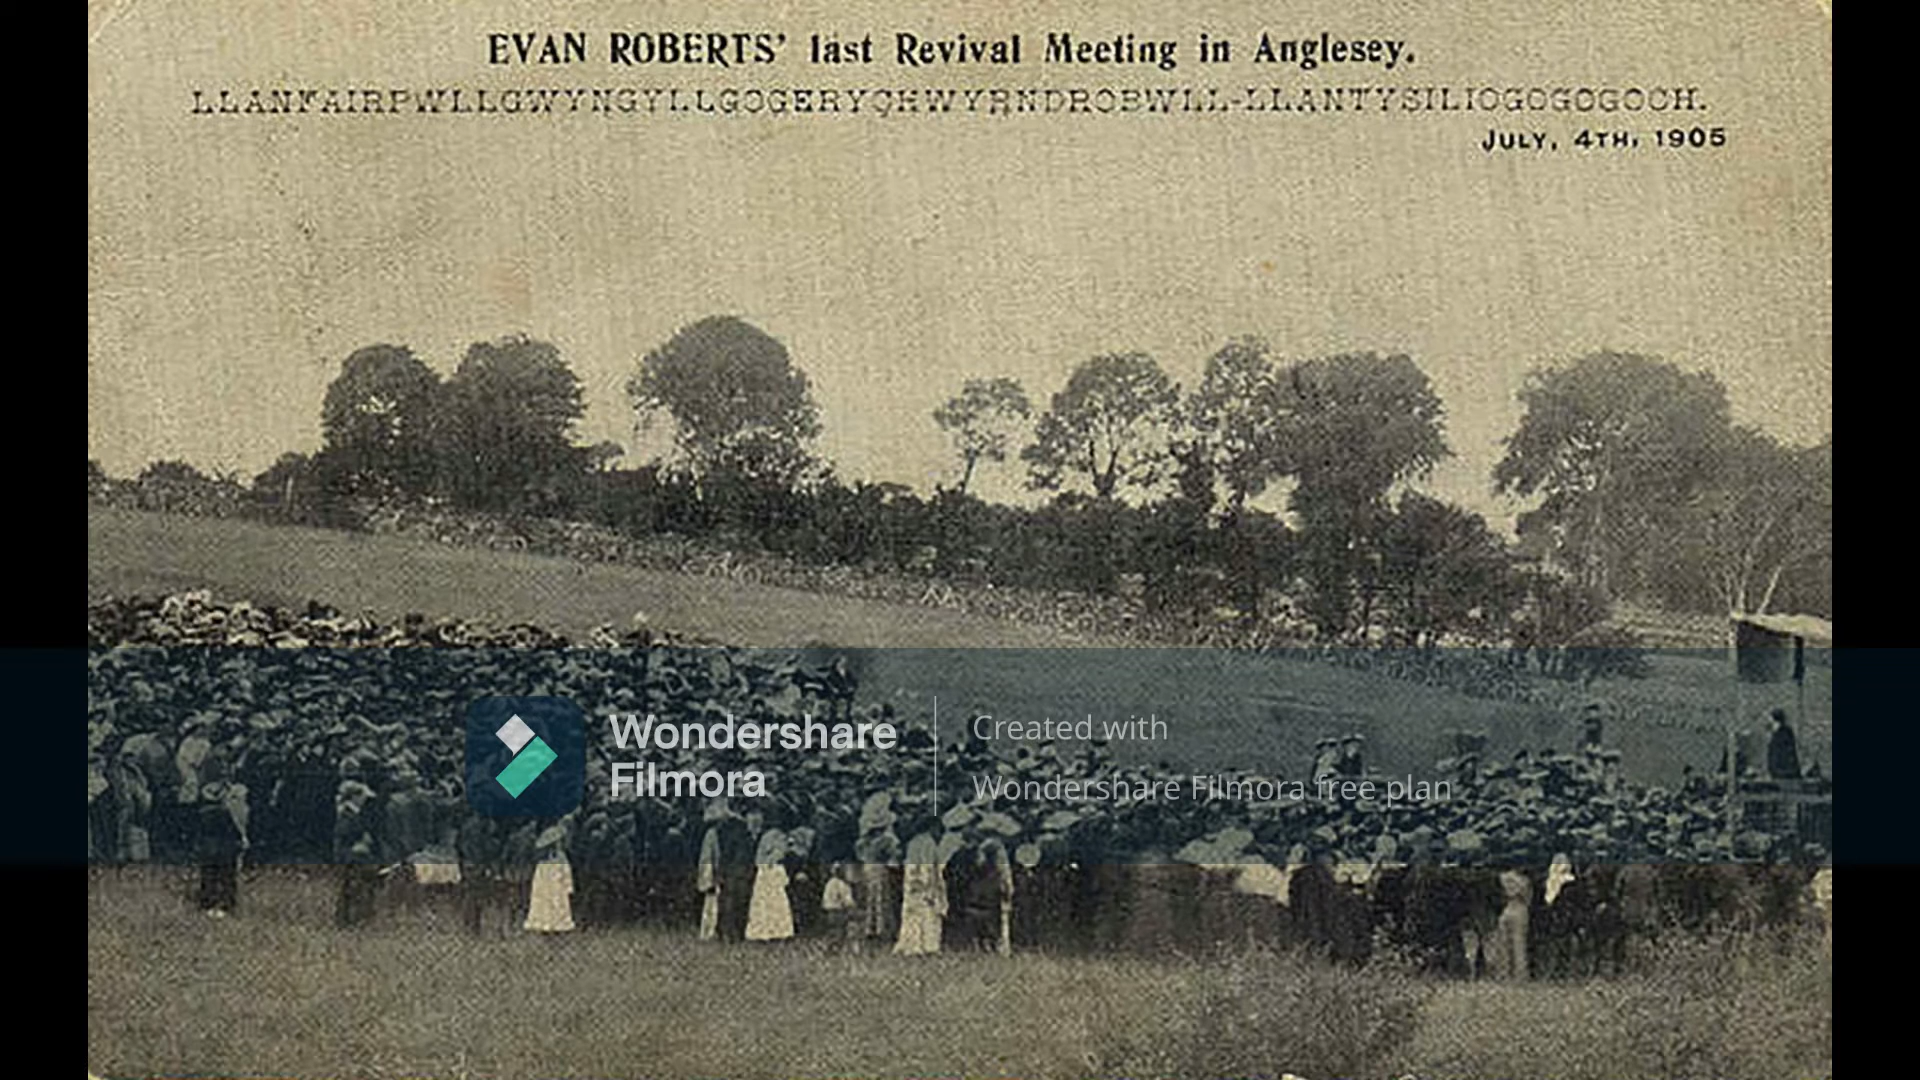 EVAN ROBERTS' last Revival Meeting in Anglesey.
LLANFAIRPWLLGWYNGYLLGOGERYCHWYRNDROBWLL-LLANTYSILIOGOGOGOCH.
JULY, 4TH, 1905
Wondershare
Filmora
Created with
Wondershare Filmora free plan